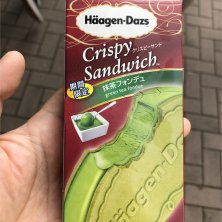 Häagen-Dazs
Crispy
クリスピーサンド
Sandwich
期間
限定
抹茶フォンデュ
green tea fondue
Häagen-Dazs